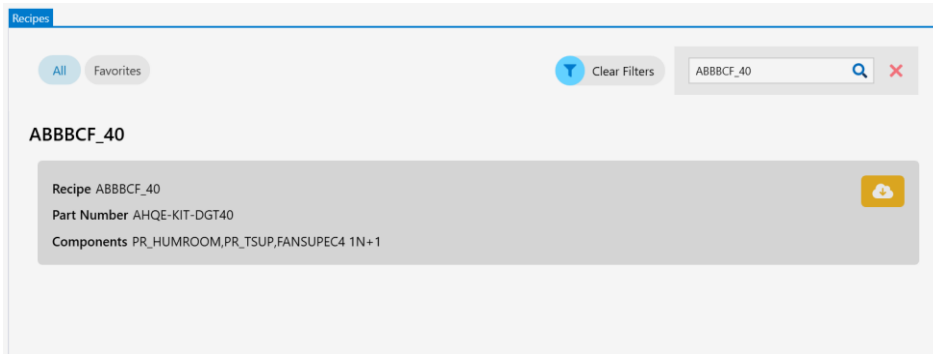 Recipes
All Favorites Clear Filters ABBBCF_40
ABBBCF_40
Recipe ABBBCF_40
Part Number AHQE-KIT-DGT40
Components PR_HUMROOM,PR_TSUP,FANSUPEC4 1N+1